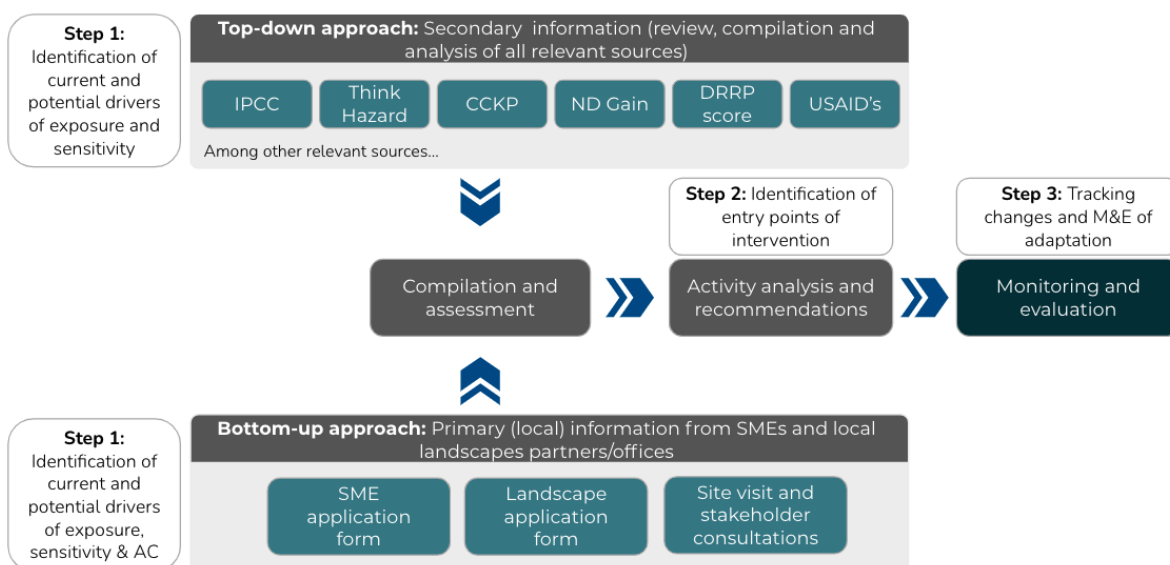 Step 1:
Identification of
current and
potential drivers
of exposure and
sensitivity
Top-down approach: Secondary information (review, compilation and
analysis of all relevant sources)
IPCC
Think
Hazard
CCKP
ND Gain
DRRP
score
USAID's
Among other relevant sources...
Step 2: Identification of
entry points of
intervention
Step 3: Tracking
changes and M&E of
adaptation
Compilation and
assessment
Activity analysis and
recommendations
Monitoring and
evaluation
Step 1:
Identification of
current and
potential drivers
of exposure,
sensitivity & AC
Bottom-up approach: Primary (local) information from SMEs and local
landscapes partners/offices
SME
application
form
Landscape
application
form
Site visit and
stakeholder
consultations